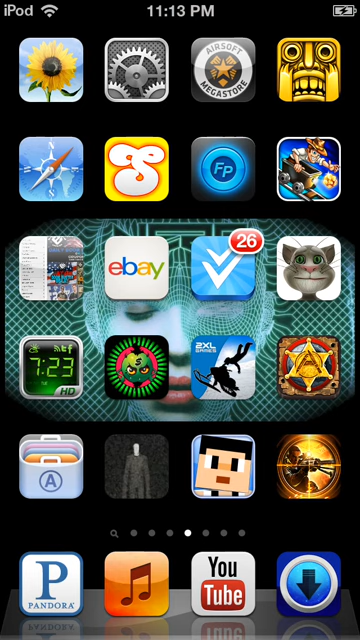 iPod 11:13 PM
AIRSOFT
MEGASTORE
FP
ebay
26
7:23
HD
2XL
GAMES
A
P
PANDORA
You
Tube